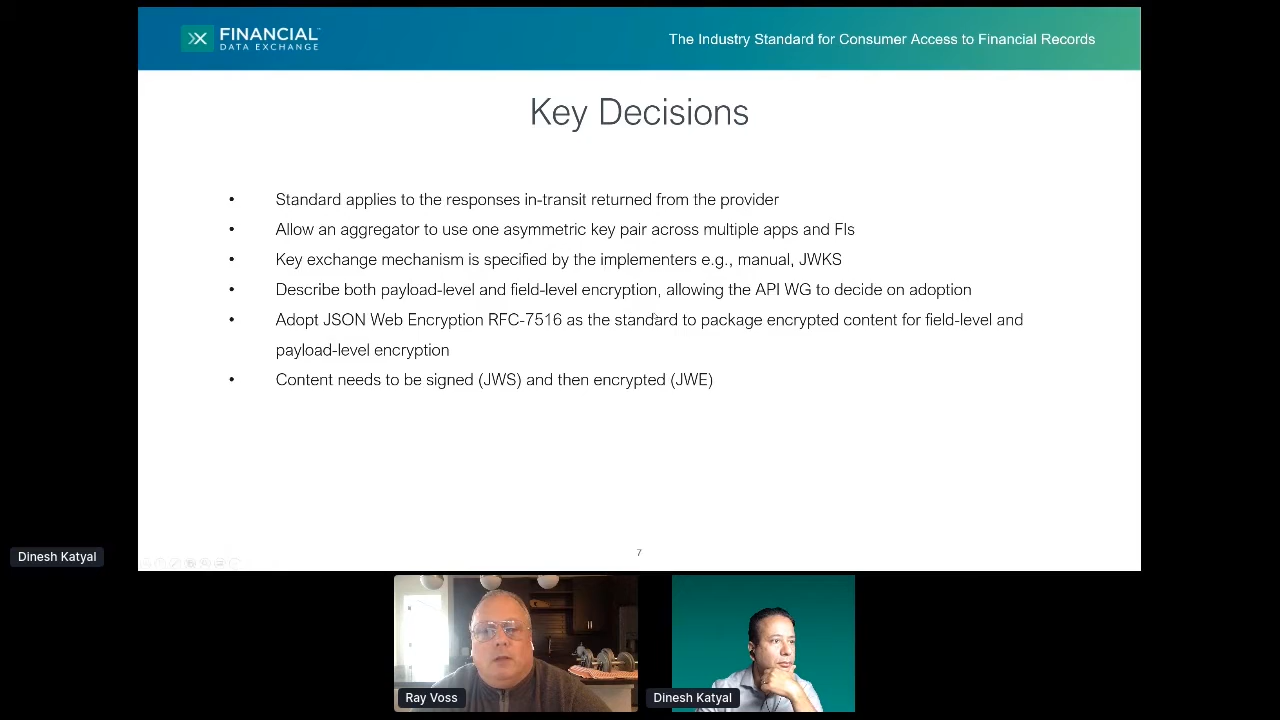 FINANCIAL
DATA EXCHANGE
The Industry Standard for Consumer Access to Financial Records
Key Decisions
• Standard applies to the responses in-transit returned from the provider
• Allow an aggregator to use one asymmetric key pair across multiple apps and FIs
• Key exchange mechanism is specified by the implementers e.g., manual, JWKS
• Describe both payload-level and field-level encryption, allowing the API WG to decide on adoption
• Adopt JSON Web Encryption RFC-7516 as the standard to package encrypted content for field-level and
payload-level encryption
• Content needs to be signed (JWS) and then encrypted (JWE)
7
Dinesh Katyal
Ray Voss
Dinesh Katyal